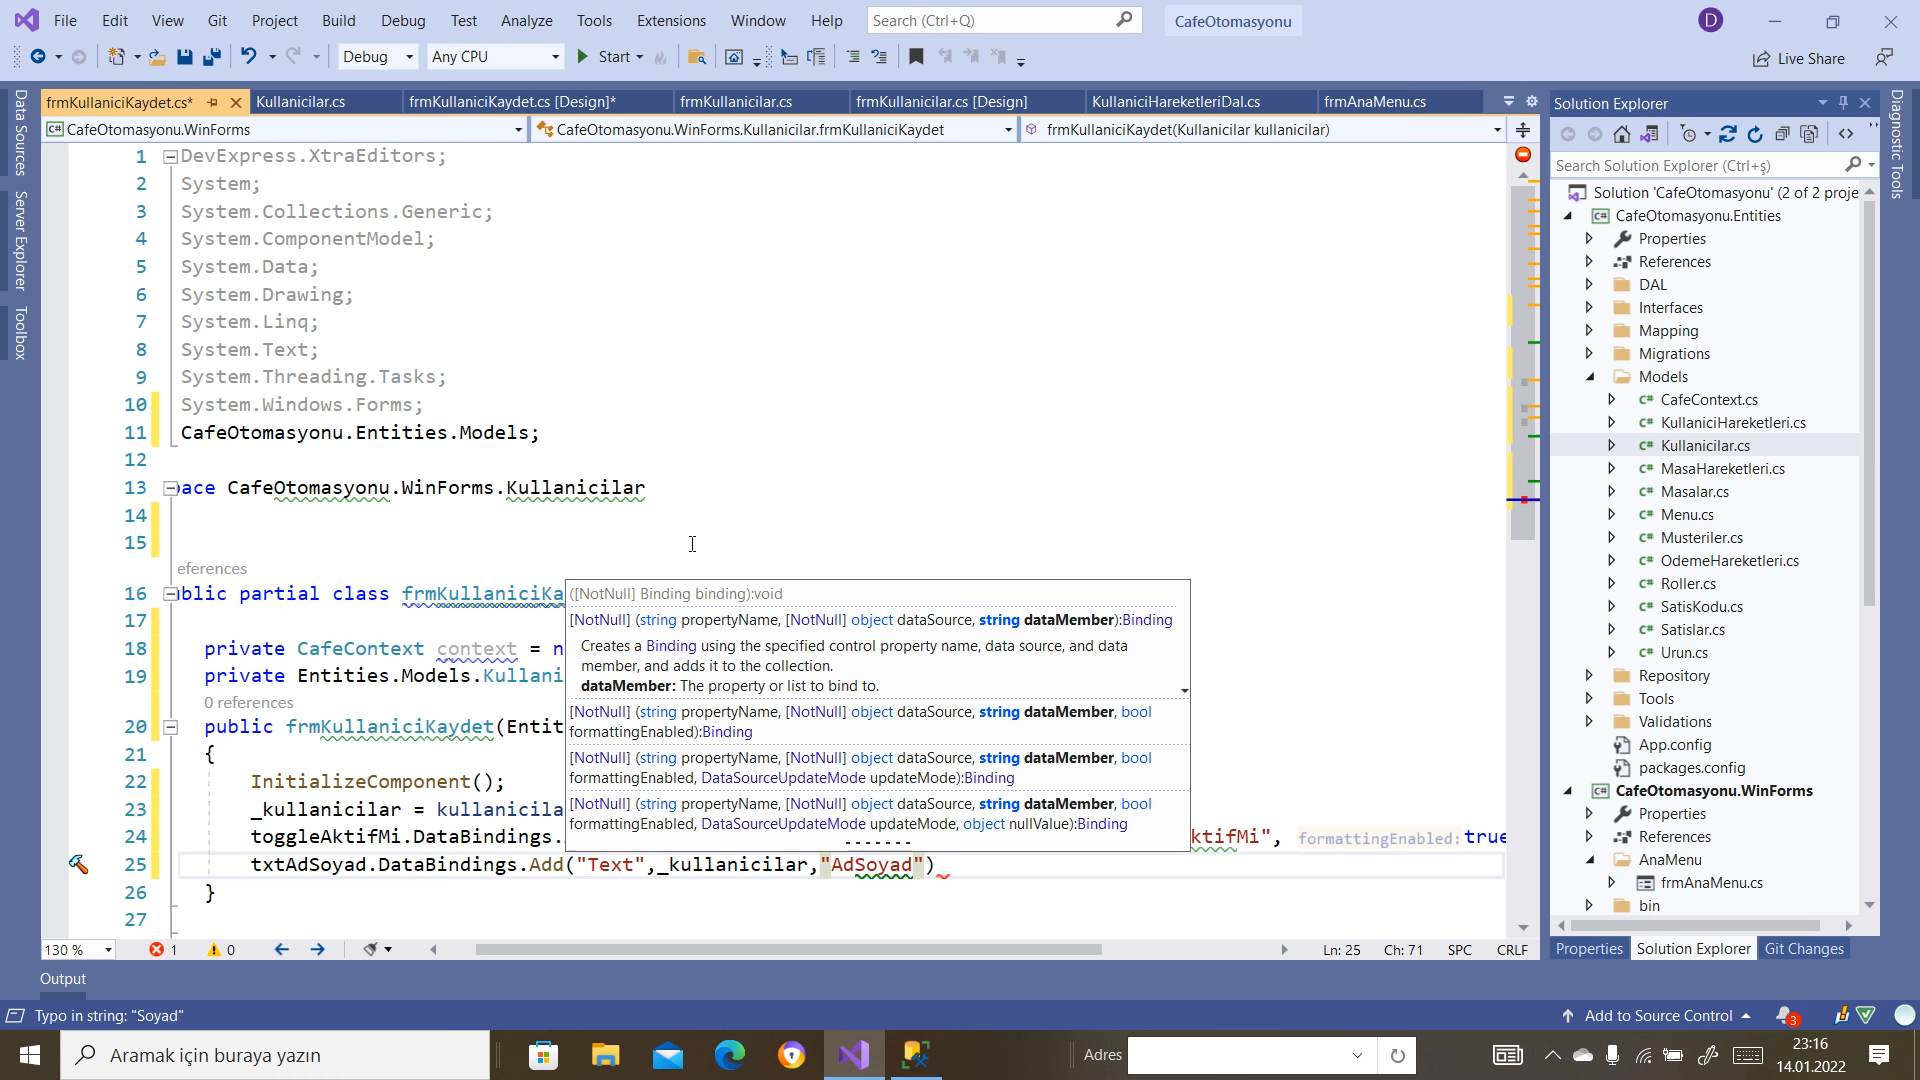 File Edit View Git Project Build Debug Test Analyze Tools Extensions Window Help Search (Ctrl+Q) CafeOtomasyonu D
Debug Any CPU Start Live Share
frmKullaniciKaydet.cs* Kullanicilar.cs frmKullaniciKaydet.cs [Design]* frmKullanicilar.cs frmKullanicilar.cs [Design] KullaniciHareketleriDal.cs frmAnaMenu.cs
CafeOtomasyonu.WinForms CafeOtomasyonu.WinForms.Kullanicilar.frmKullaniciKaydet frmKullaniciKaydet(Kullanicilar kullanicilar)
Data Sources
Server Explorer
Toolbox
1 DevExpress.XtraEditors;
2 System;
3 System.Collections.Generic;
4 System.ComponentModel;
5 System.Data;
6 System.Drawing;
7 System.Linq;
8 System.Text;
9 System.Threading.Tasks;
10 System.Windows.Forms;
11 CafeOtomasyonu.Entities.Models;
12
13 ace CafeOtomasyonu.WinForms.Kullanicilar
14
15
eferences
16 blic partial class frmKullaniciKa
17
18 private CafeContext context = n
19 private Entities.Models.Kullani
0 references
20 public frmKullaniciKaydet(Entit
21 {
22 InitializeComponent();
23 _kullanicilar = kullanicila
24 toggleAktifMi.DataBindings. ktifMi", formattingEnabled: true
25 txtAdSoyad.DataBindings.Add("Text",_kullanicilar,"AdSoyad")
26 }
27
([NotNull] Binding binding):void
[NotNull] (string propertyName, [NotNull] object dataSource, string dataMember):Binding
Creates a Binding using the specified control property name, data source, and data
member, and adds it to the collection.
dataMember: The property or list to bind to.
[NotNull] (string propertyName, [NotNull] object dataSource, string dataMember, bool
formattingEnabled):Binding
[NotNull] (string propertyName, [NotNull] object dataSource, string dataMember, bool
formattingEnabled, DataSourceUpdateMode updateMode):Binding
[NotNull] (string propertyName, [NotNull] object dataSource, string dataMember, bool
formattingEnabled, DataSourceUpdateMode updateMode, object nullValue):Binding
130 % 1 0 Ln: 25 Ch: 71 SPC CRLF
Output
Solution Explorer
Search Solution Explorer (Ctrl+ş)
Solution 'CafeOtomasyonu' (2 of 2 proje
CafeOtomasyonu.Entities
Properties
References
DAL
Interfaces
Mapping
Migrations
Models
CafeContext.cs
KullaniciHareketleri.cs
Kullanicilar.cs
MasaHareketleri.cs
Masalar.cs
Menu.cs
Musteriler.cs
OdemeHareketleri.cs
Roller.cs
SatisKodu.cs
Satislar.cs
Urun.cs
Repository
Tools
Validations
App.config
packages.config
CafeOtomasyonu.WinForms
Properties
References
AnaMenu
frmAnaMenu.cs
bin
Properties Solution Explorer Git Changes
Diagnostic Tools
Typo in string: "Soyad" Add to Source Control 3
Aramak için buraya yazın Adres 23:16
14.01.2022